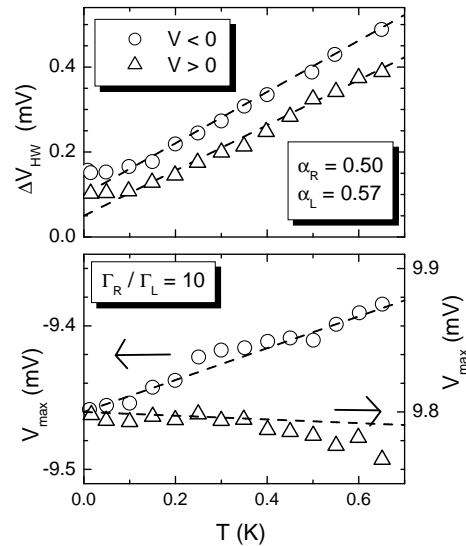 V < 0
V > 0
0.4
0.2
0.0
ΔV_HW (mV)
α_R = 0.50
α_L = 0.57
Γ_R / Γ_L = 10
-9.4
-9.5
V_max (mV)
9.9
9.8
V_max (mV)
0.0 0.2 0.4 0.6
T (K)